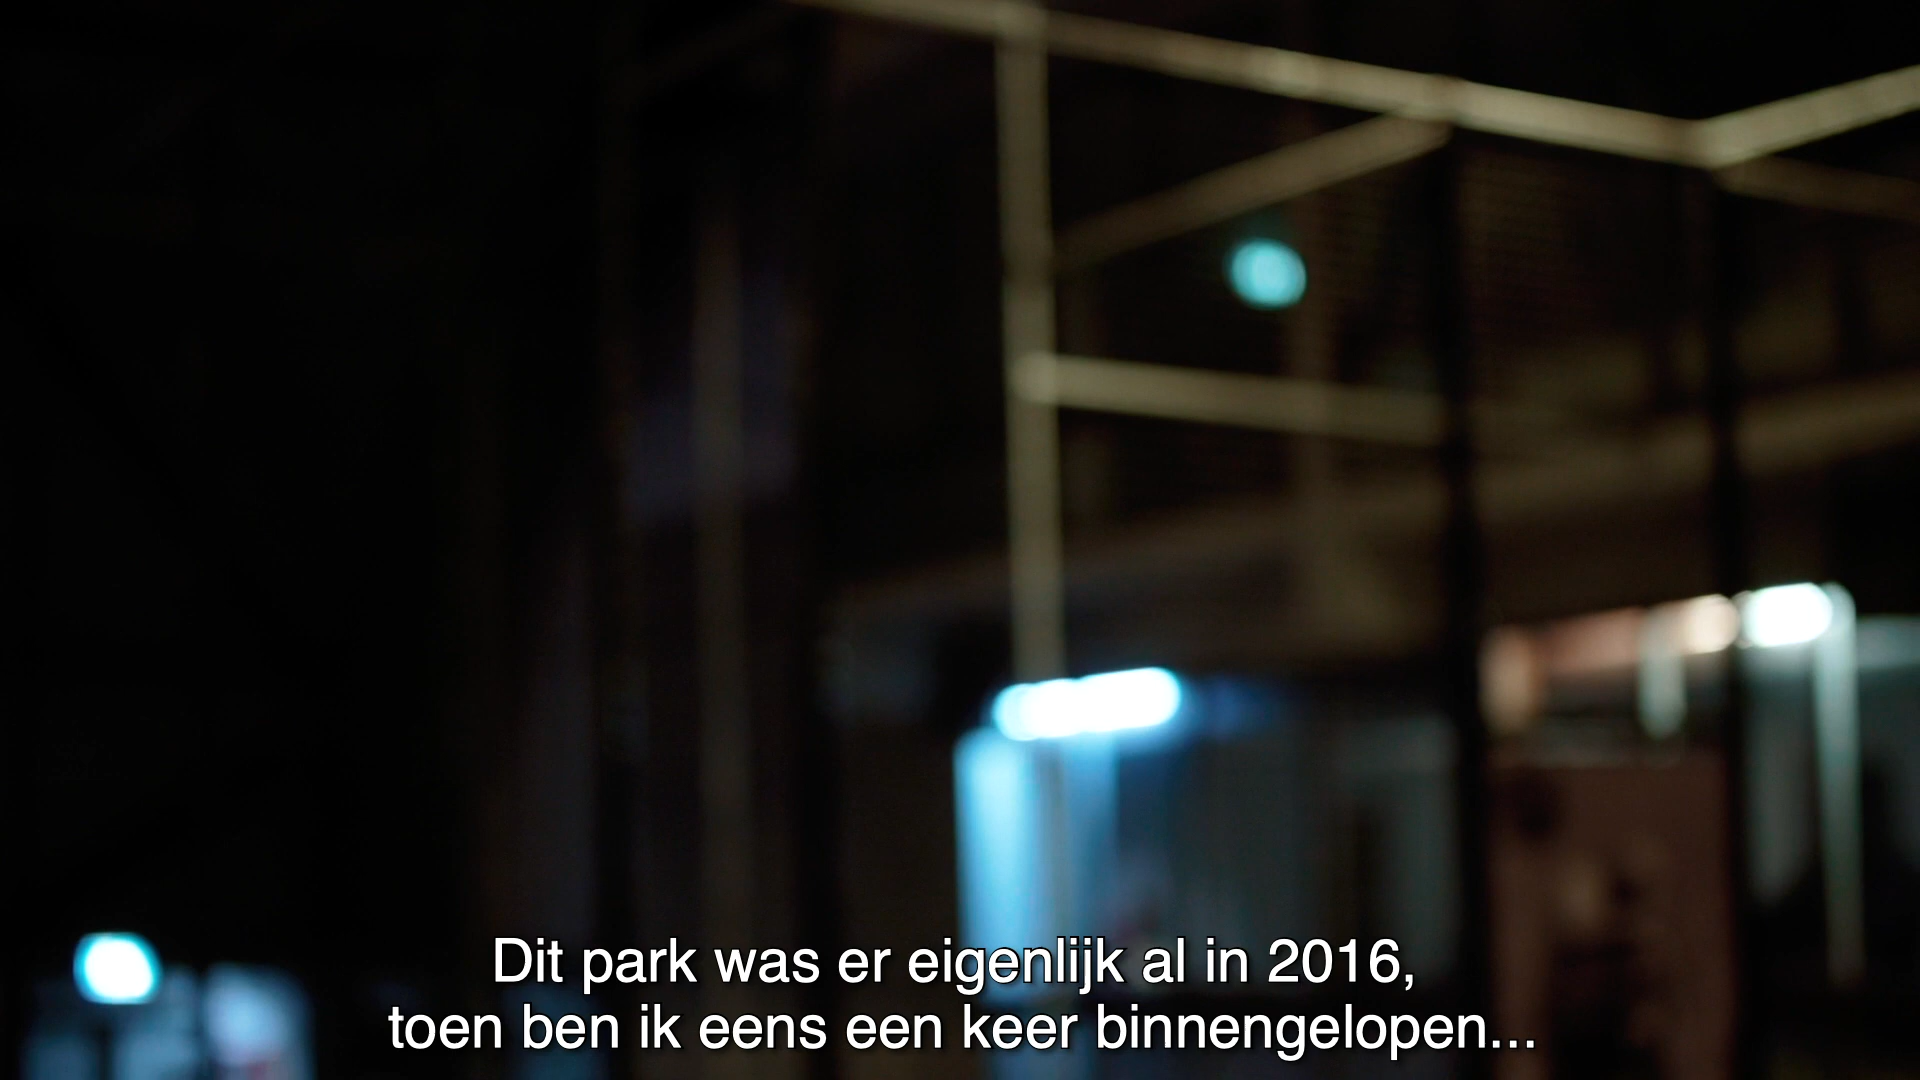 Dit park was er eigenlijk al in 2016,
toen ben ik eens een keer binnengelopen...